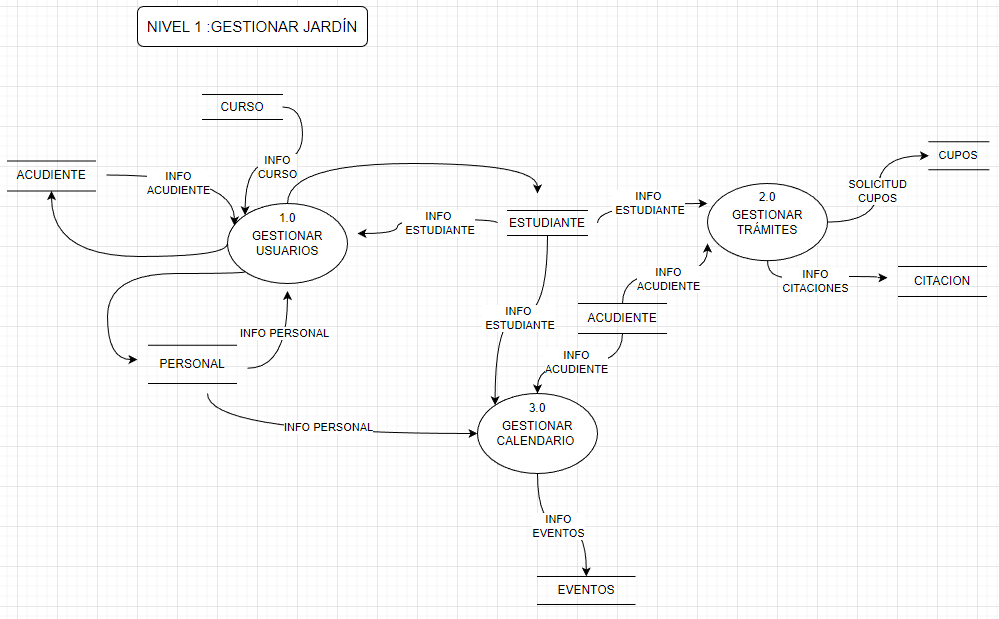 NIVEL 1 :GESTIONAR JARDÍN
CURSO
INFO
CURSO
ACUDIENTE
INFO
ACUDIENTE
1.0
GESTIONAR
USUARIOS
INFO
ESTUDIANTE
ESTUDIANTE
INFO
ESTUDIANTE
2.0
GESTIONAR
TRÁMITES
SOLICITUD
CUPOS
CUPOS
INFO
CITACIONES
CITACION
INFO
ACUDIENTE
ACUDIENTE
INFO
ESTUDIANTE
INFO
ACUDIENTE
INFO PERSONAL
PERSONAL
INFO PERSONAL
3.0
GESTIONAR
CALENDARIO
INFO
EVENTOS
EVENTOS